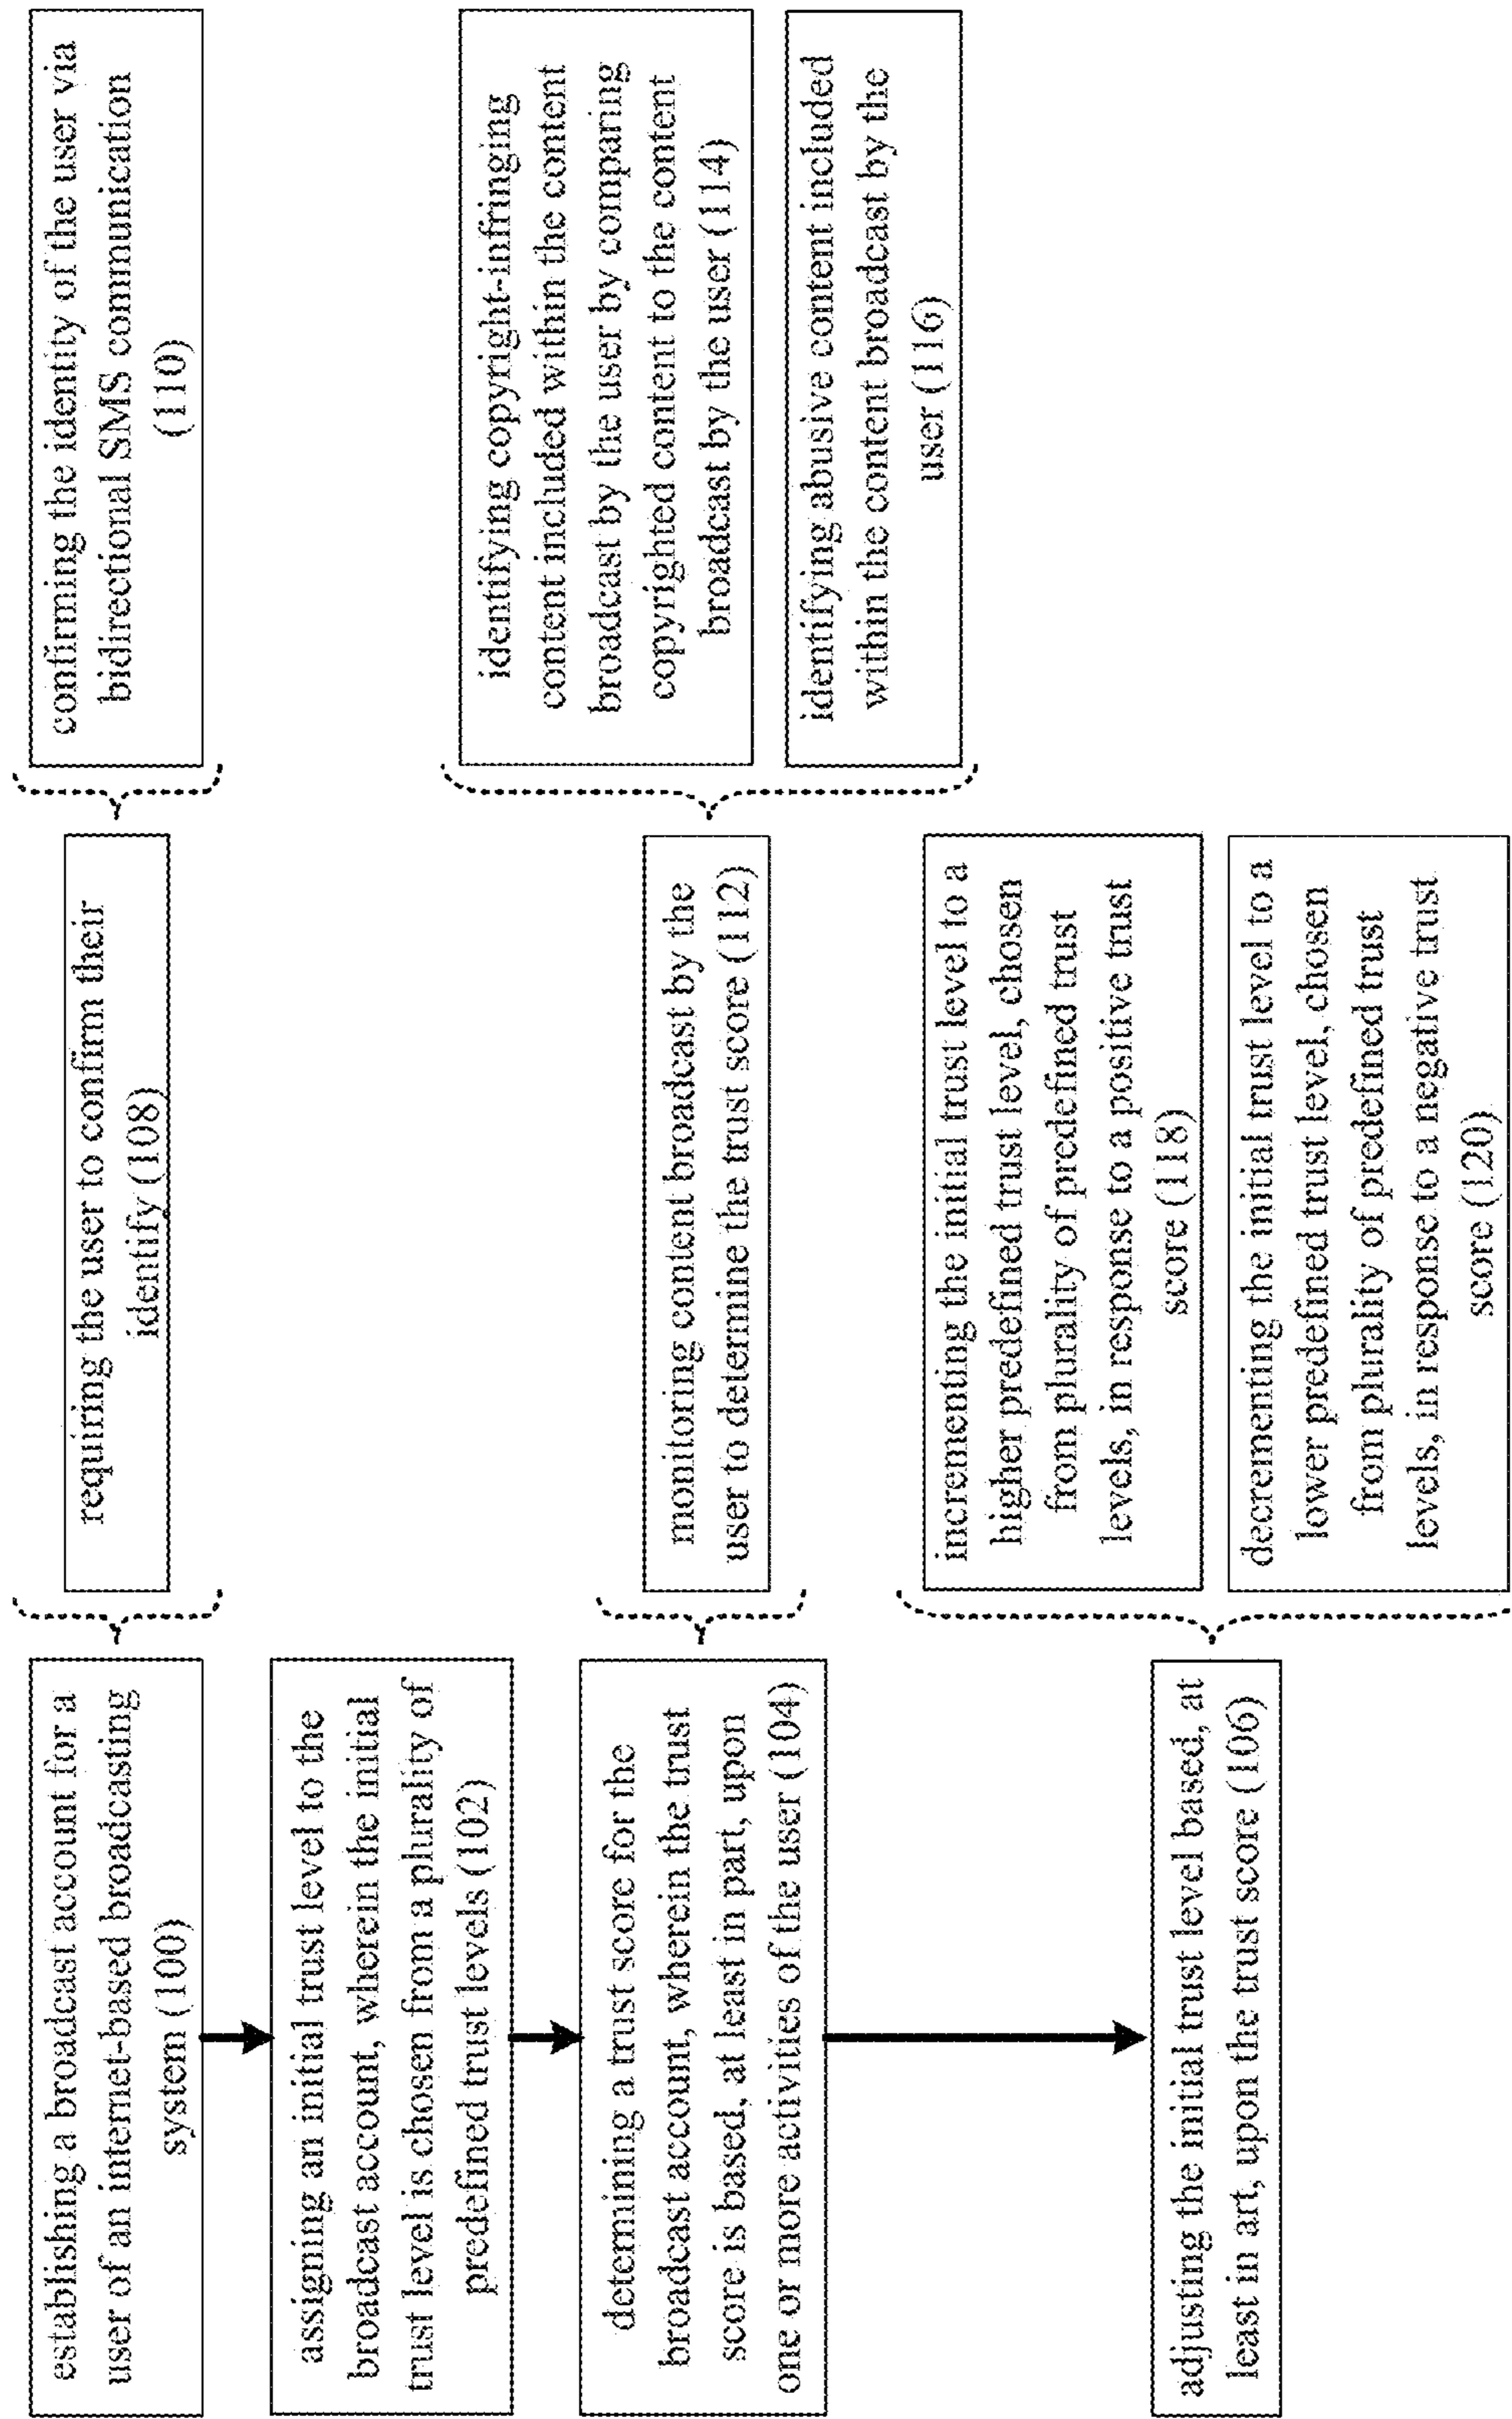 establishing a broadcast account for a
user of an internet-based broadcasting
system (100)
requiring the user to confirm their
identify (108)
confirming the identity of the user via
bidirectional SMS communication
(110)
assigning an initial trust level to the
broadcast account, wherein the initial
trust level is chosen from a plurality of
predefined trust levels (102)
determining a trust score for the
broadcast account, wherein the trust
score is based, at least in part, upon
one or more activities of the user (104)
monitoring content broadcast by the
user to determine the trust score (112)
identifying copyright-infringing
content included within the content
broadcast by the user by comparing
copyrighted content to the content
broadcast by the user (114)
identifying abusive content included
within the content broadcast by the
user (116)
adjusting the initial trust level based, at
least in art, upon the trust score (106)
incrementing the initial trust level to a
higher predefined trust level, chosen
from plurality of predefined trust
levels, in response to a positive trust
score (118)
decrementing the initial trust level to a
lower predefined trust level, chosen
from plurality of predefined trust
levels, in response to a negative trust
score (120)